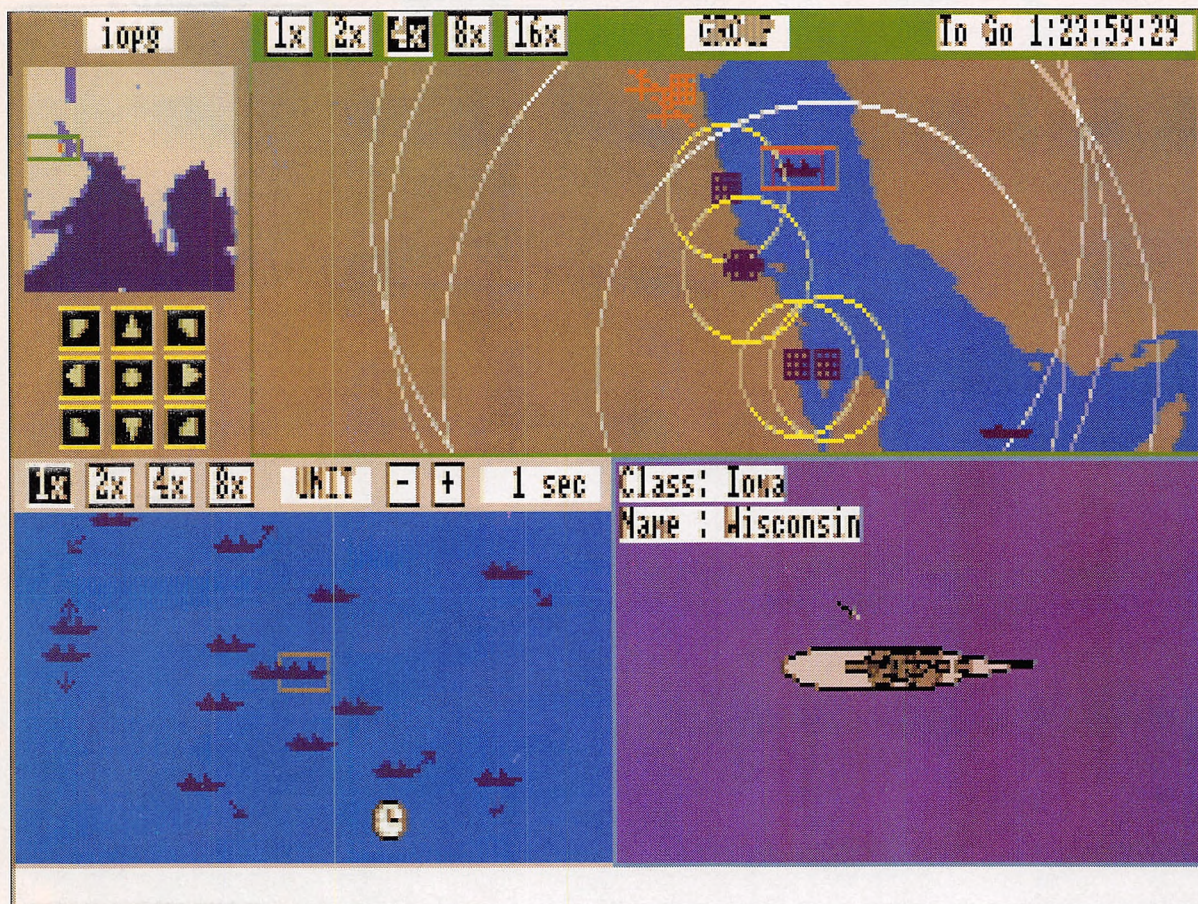 iopg
1x 2x 4x 8x 16x GROUP To Go 1:23:59:29
1x 2x 4x 8x UNIT - + 1 sec
Class: Iowa
Name : Wisconsin